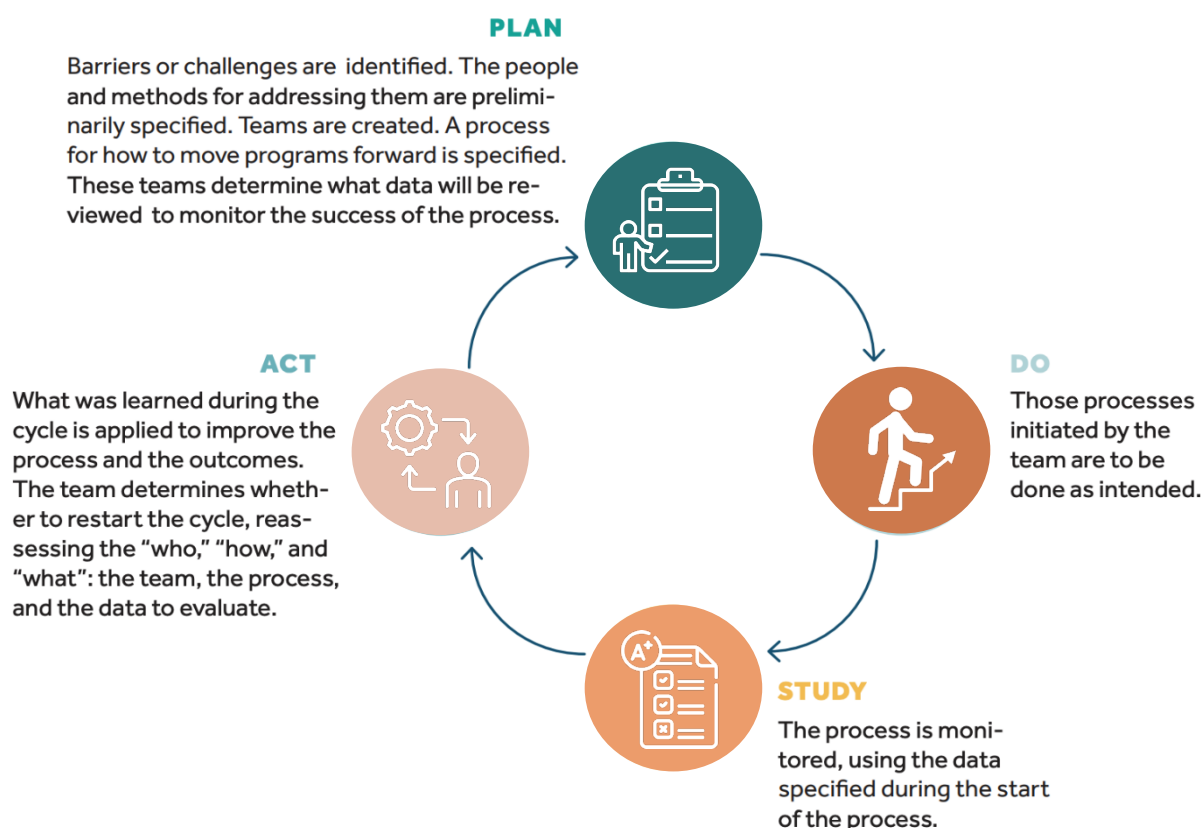 PLAN
Barriers or challenges are identified. The people
and methods for addressing them are prelimi-
narily specified. Teams are created. A process
for how to move programs forward is specified.
These teams determine what data will be re-
viewed to monitor the success of the process.
DO
Those processes
initiated by the
team are to be
done as intended.
STUDY
The process is moni-
tored, using the data
specified during the start
of the process.
A+
ACT
What was learned during the
cycle is applied to improve the
process and the outcomes.
The team determines wheth-
er to restart the cycle, reas-
sessing the “who,” “how,” and
“what”: the team, the process,
and the data to evaluate.